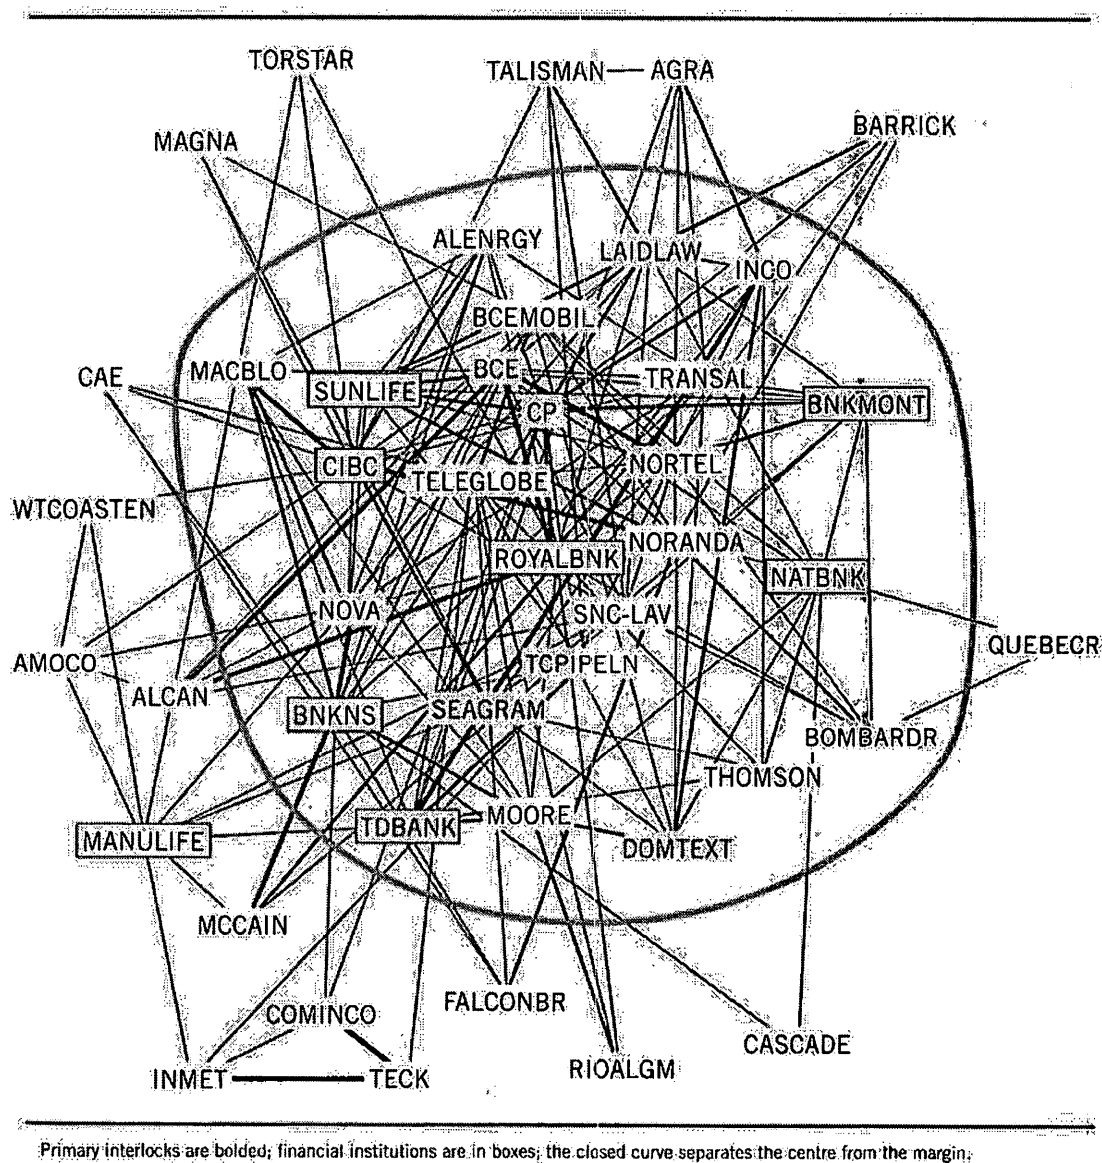 TORSTAR
TALISMAN
AGRA
BARRICK
MAGNA
ALENRGY
LAIDLAW
INCO
BCEMOBIL
BCE
MACBLO
CAE
SUNLIFE
TRANSAL
CP
BNKMONT
CIBC
TELEGLOBE
NORTEL
WTCOASTEN
ROYALBNK
NORANDA
NATBNK
NOVA
SNC-LAV
QUEBECR
AMOCO
TCPIPELN
ALCAN
BNKNS
SEAGRAM
BOMBARDR
THOMSON
MANULIFE
TDBANK
MOORE
DOMTEXT
MCCAIN
FALCONBR
COMINCO
CASCADE
RIOALGM
INMET
TECK
Primary interlocks are bolded; financial institutions are in boxes; the closed curve separates the centre from the margin.